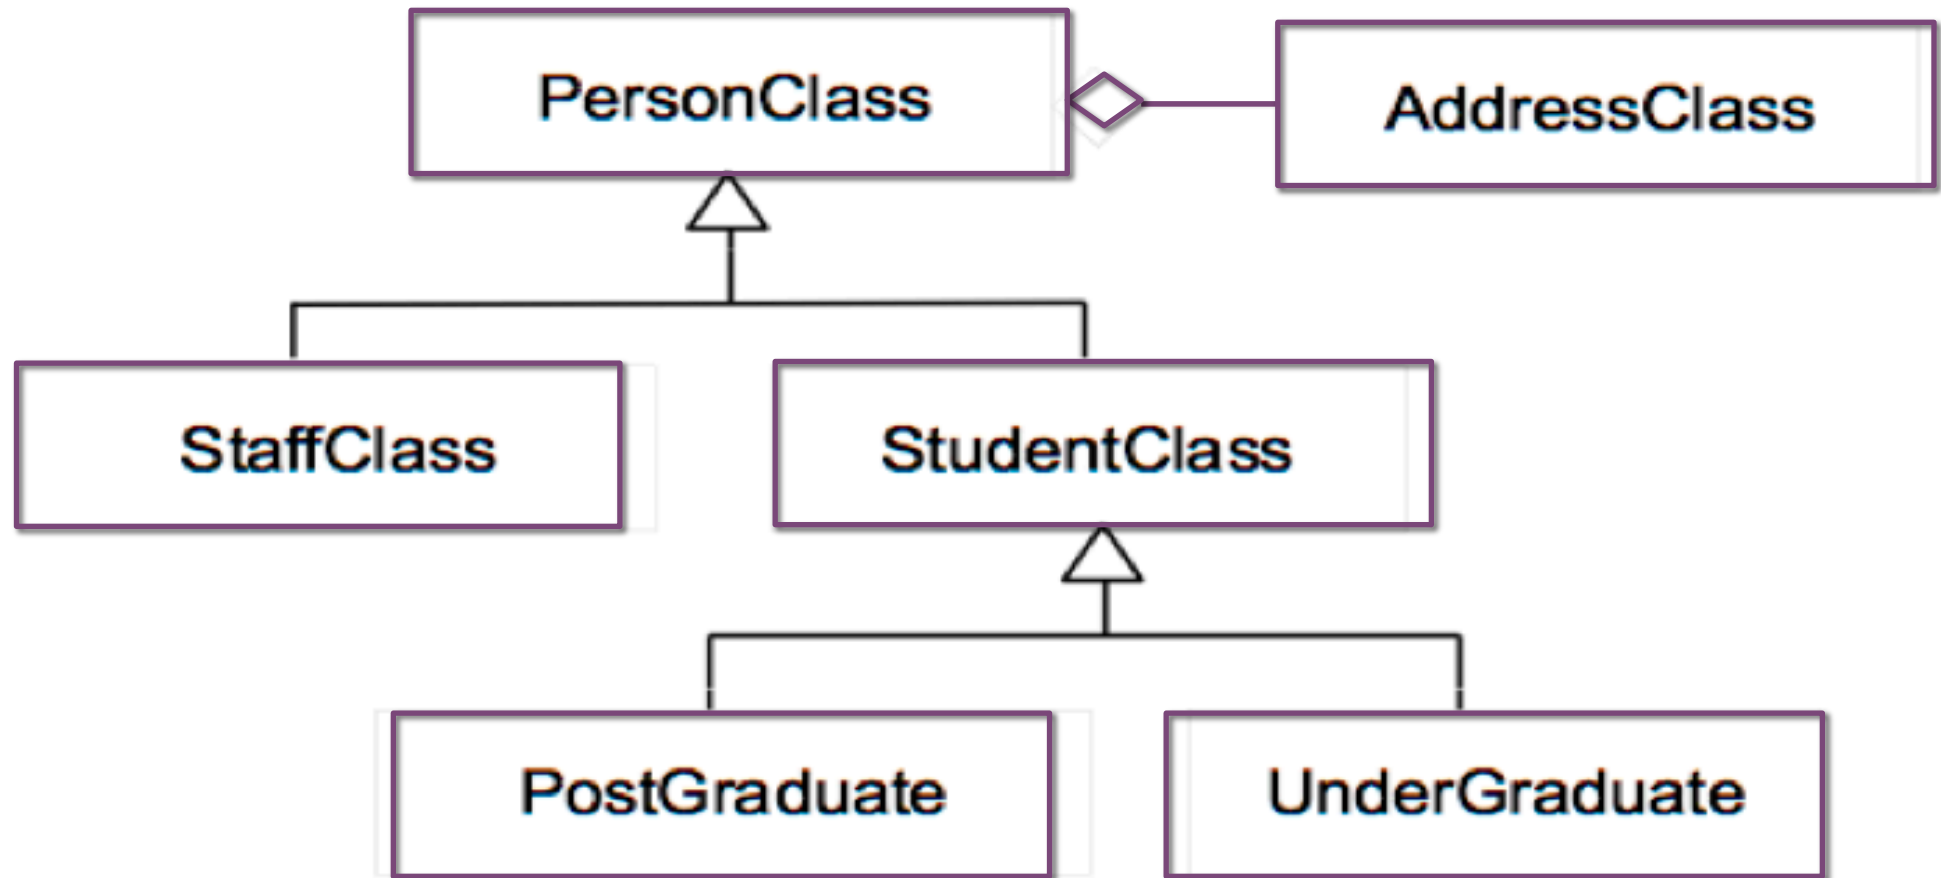 PersonClass
AddressClass
StaffClass
StudentClass
PostGraduate
UnderGraduate